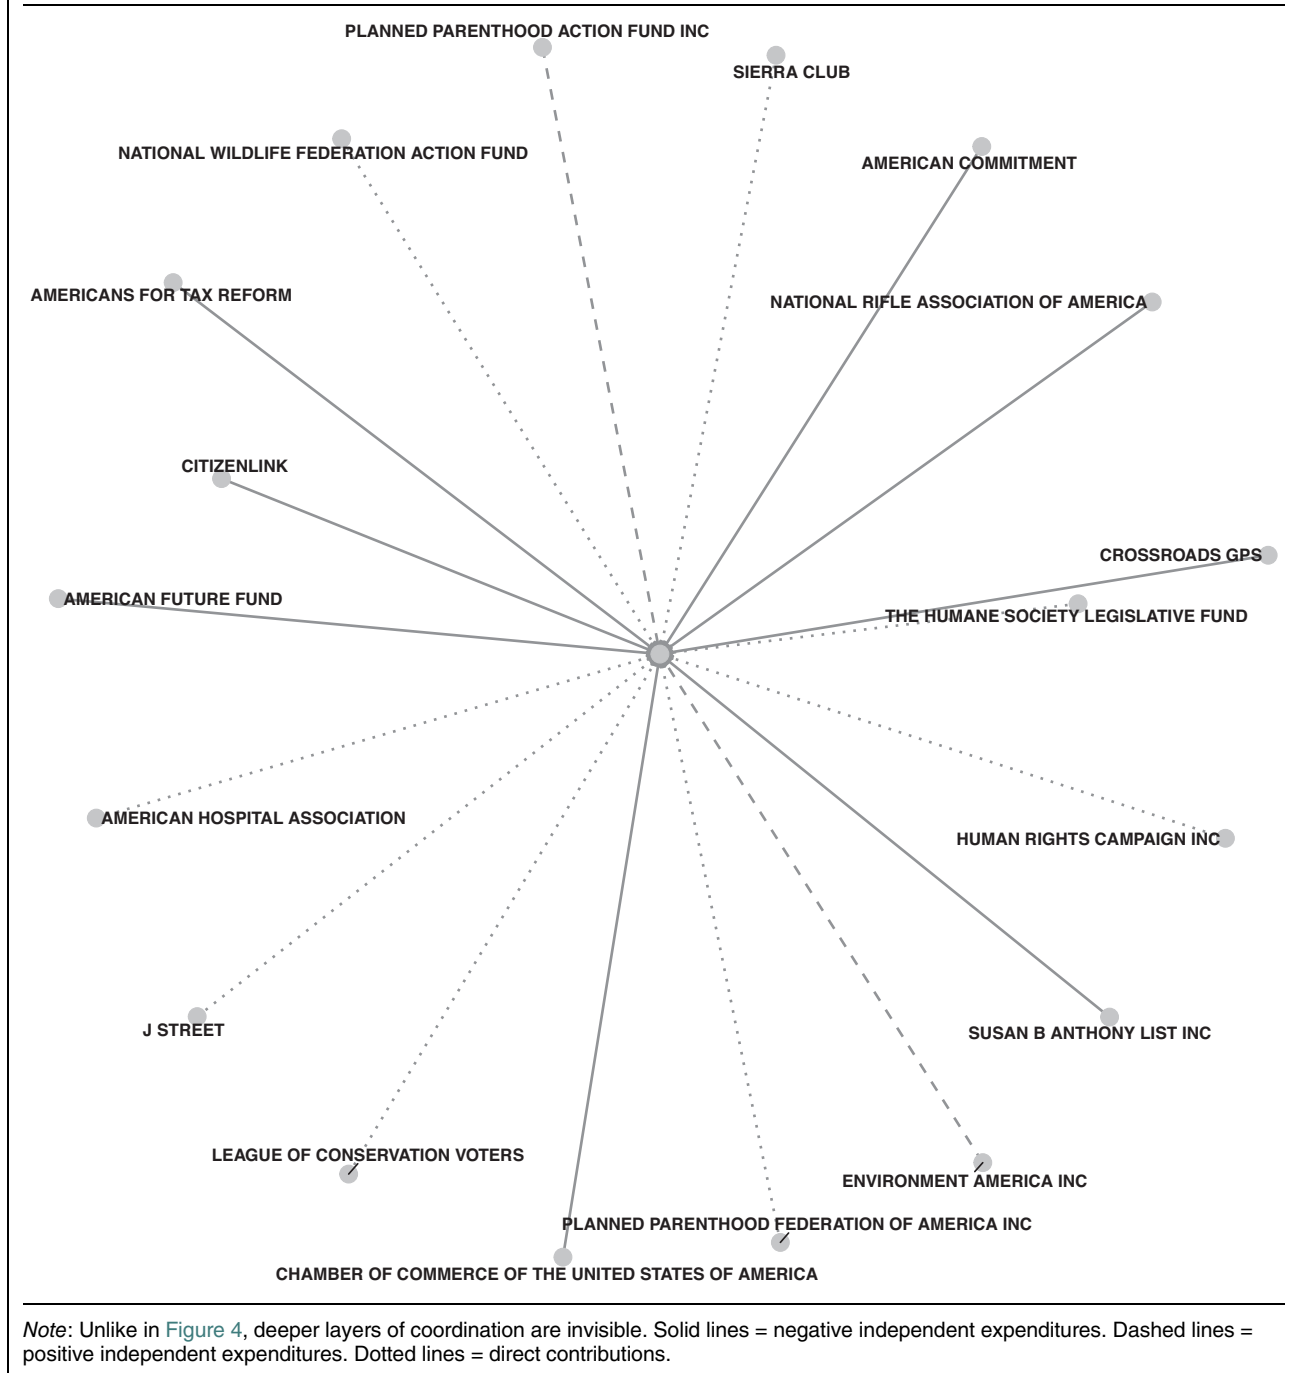 PLANNED PARENTHOOD ACTION FUND INC
SIERRA CLUB
NATIONAL WILDLIFE FEDERATION ACTION FUND
AMERICAN COMMITMENT
AMERICANS FOR TAX REFORM
NATIONAL RIFLE ASSOCIATION OF AMERICA
CITIZENLINK
CROSSROADS GPS
AMERICAN FUTURE FUND
THE HUMANE SOCIETY LEGISLATIVE FUND
AMERICAN HOSPITAL ASSOCIATION
HUMAN RIGHTS CAMPAIGN INC
J STREET
SUSAN B ANTHONY LIST INC
LEAGUE OF CONSERVATION VOTERS
ENVIRONMENT AMERICA INC
PLANNED PARENTHOOD FEDERATION OF AMERICA INC
CHAMBER OF COMMERCE OF THE UNITED STATES OF AMERICA
Note: Unlike in Figure 4, deeper layers of coordination are invisible. Solid lines = negative independent expenditures. Dashed lines =
positive independent expenditures. Dotted lines = direct contributions.